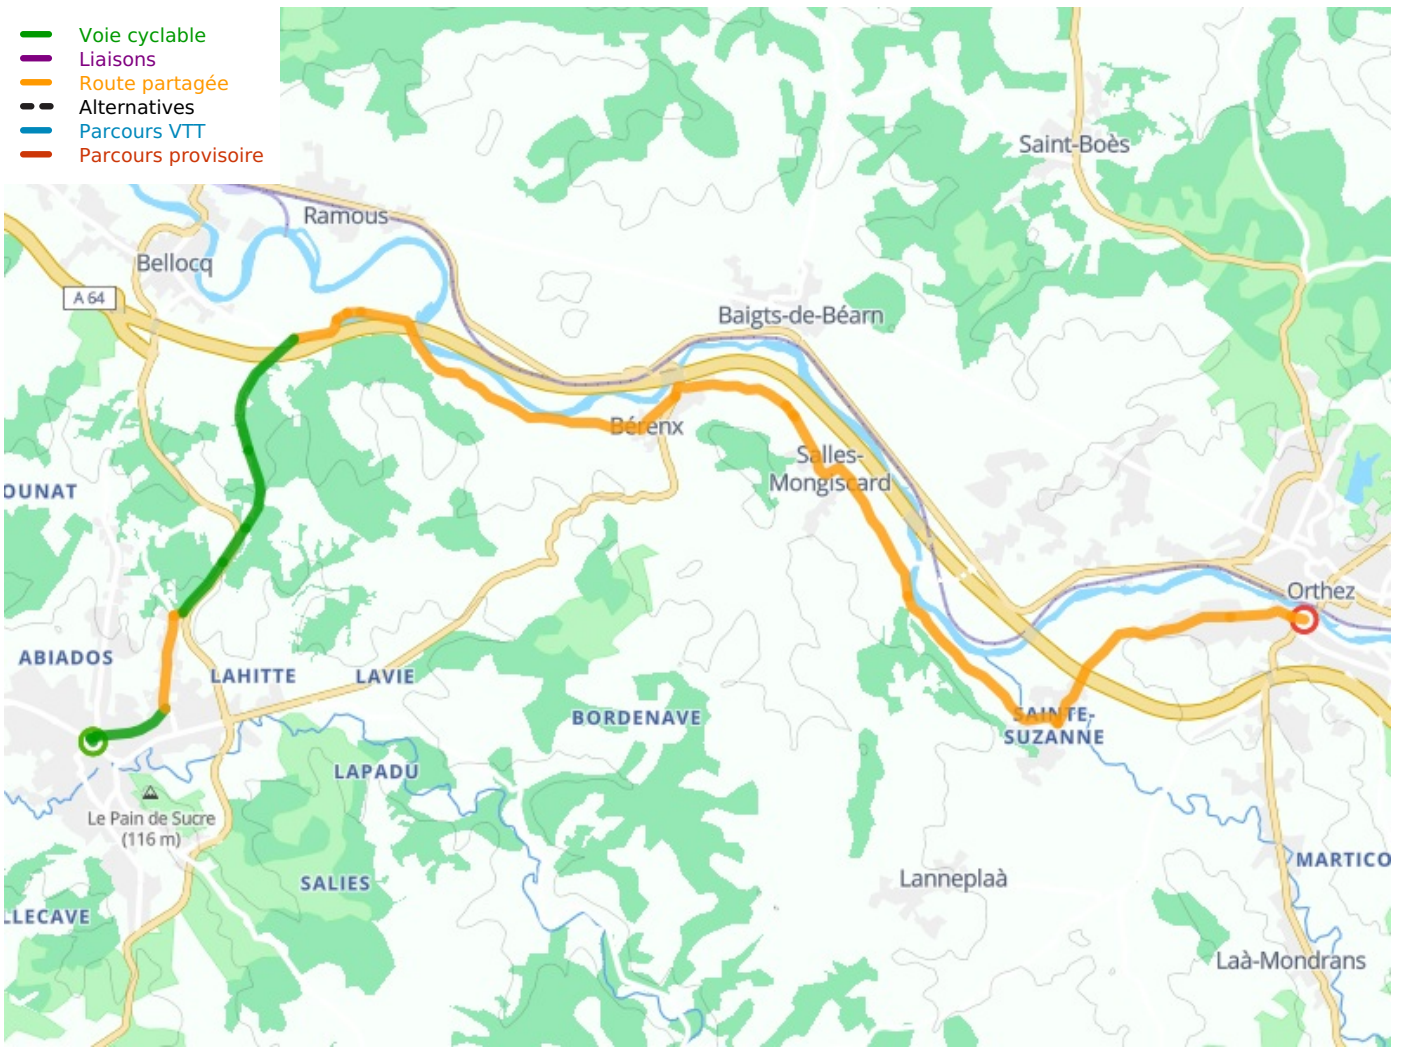 Voie cyclable
Liaisons
Route partagée
Alternatives
Parcours VTT
Parcours provisoire
Saint-Boès
Ramous
Bellocq
A 64
Baigts-de-Béarn
Bérenx
Salles-
Mongiscard
OUNAT
Orthez
ABIADOS
LAHITTE
LAVIE
BORDENAVE
SAINTE-
SUZANNE
LAPADU
Le Pain de Sucre
(116 m)
SALIES
Lanneplaà
MARTICO
LLECAVE
Laà-Mondrans